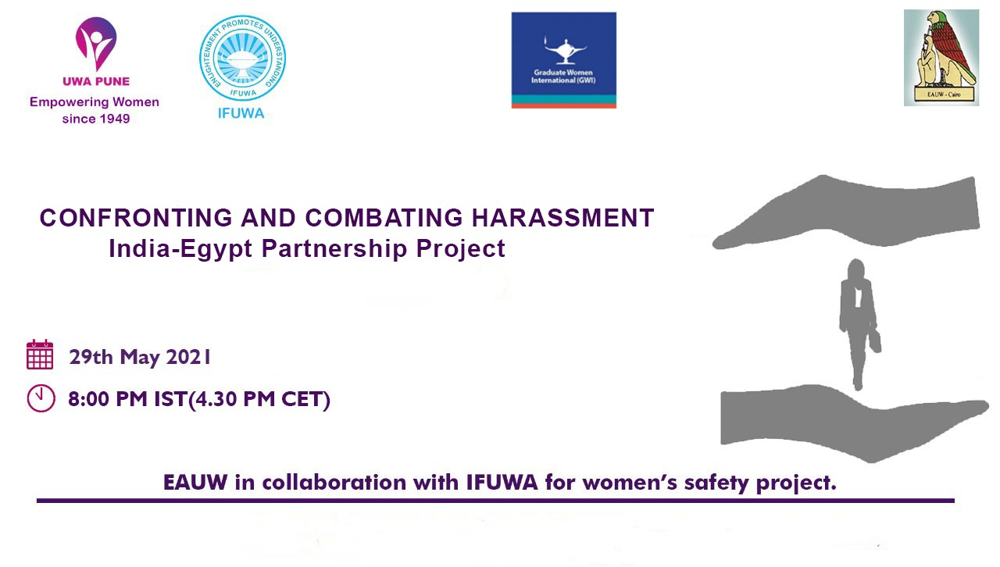 UWA PUNE
Empowering Women
since 1949
ENLIGHTENMENT PROMOTES UNDERSTANDING
IFUWA
IFUWA
Graduate Women
International (GWI)
EAUW - Cairo
CONFRONTING AND COMBATING HARASSMENT
India-Egypt Partnership Project
29th May 2021
8:00 PM IST(4.30 PM CET)
EAUW in collaboration with IFUWA for women's safety project.